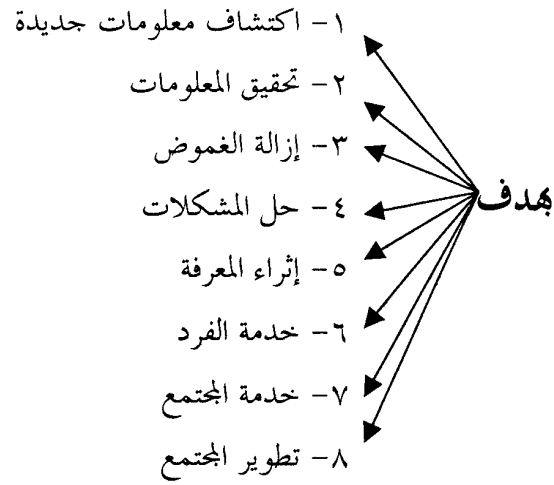 ١- اكتشاف معلومات جديدة
٢- تحقيق المعلومات
٣- إزالة الغموض
بهدف
٤- حل المشكلات
٥- إثراء المعرفة
٦- خدمة الفرد
٧- خدمة المجتمع
٨- تطوير المجتمع